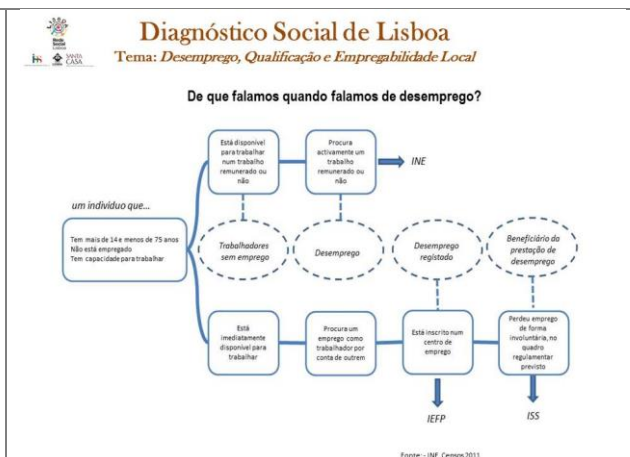 Diagnóstico Social de Lisboa
Tema: Desemprego, Qualificação e Empregabilidade Local
SANTA
CASA
De que falamos quando falamos de desemprego?
Está disponível
para trabalhar
num trabalho
remunerado ou
não
Procura
activamente um
trabalho
remunerado ou
não
INE
um individuo que...
Tem mais de 14 e menos de 75 anos
Não está empregado
Tem capacidade para trabalhar
Trabalhadores
sem emprego
Desemprego
Desemprego
registado
Beneficiário da
prestação de
desemprego
Está
imediatamente
disponível para
trabalhar
Procura um
emprego como
trabalhador por
conta de outrem
Está inscrito num
centro de
emprego
Perdeu emprego
de forma
involuntária, no
quadro
regulamentar
previsto
IEFP
ISS
Fonte: - INE, Censos 2011